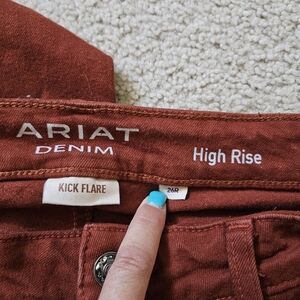 ARIAT
DENIM
High Rise
KICK FLARE
26R